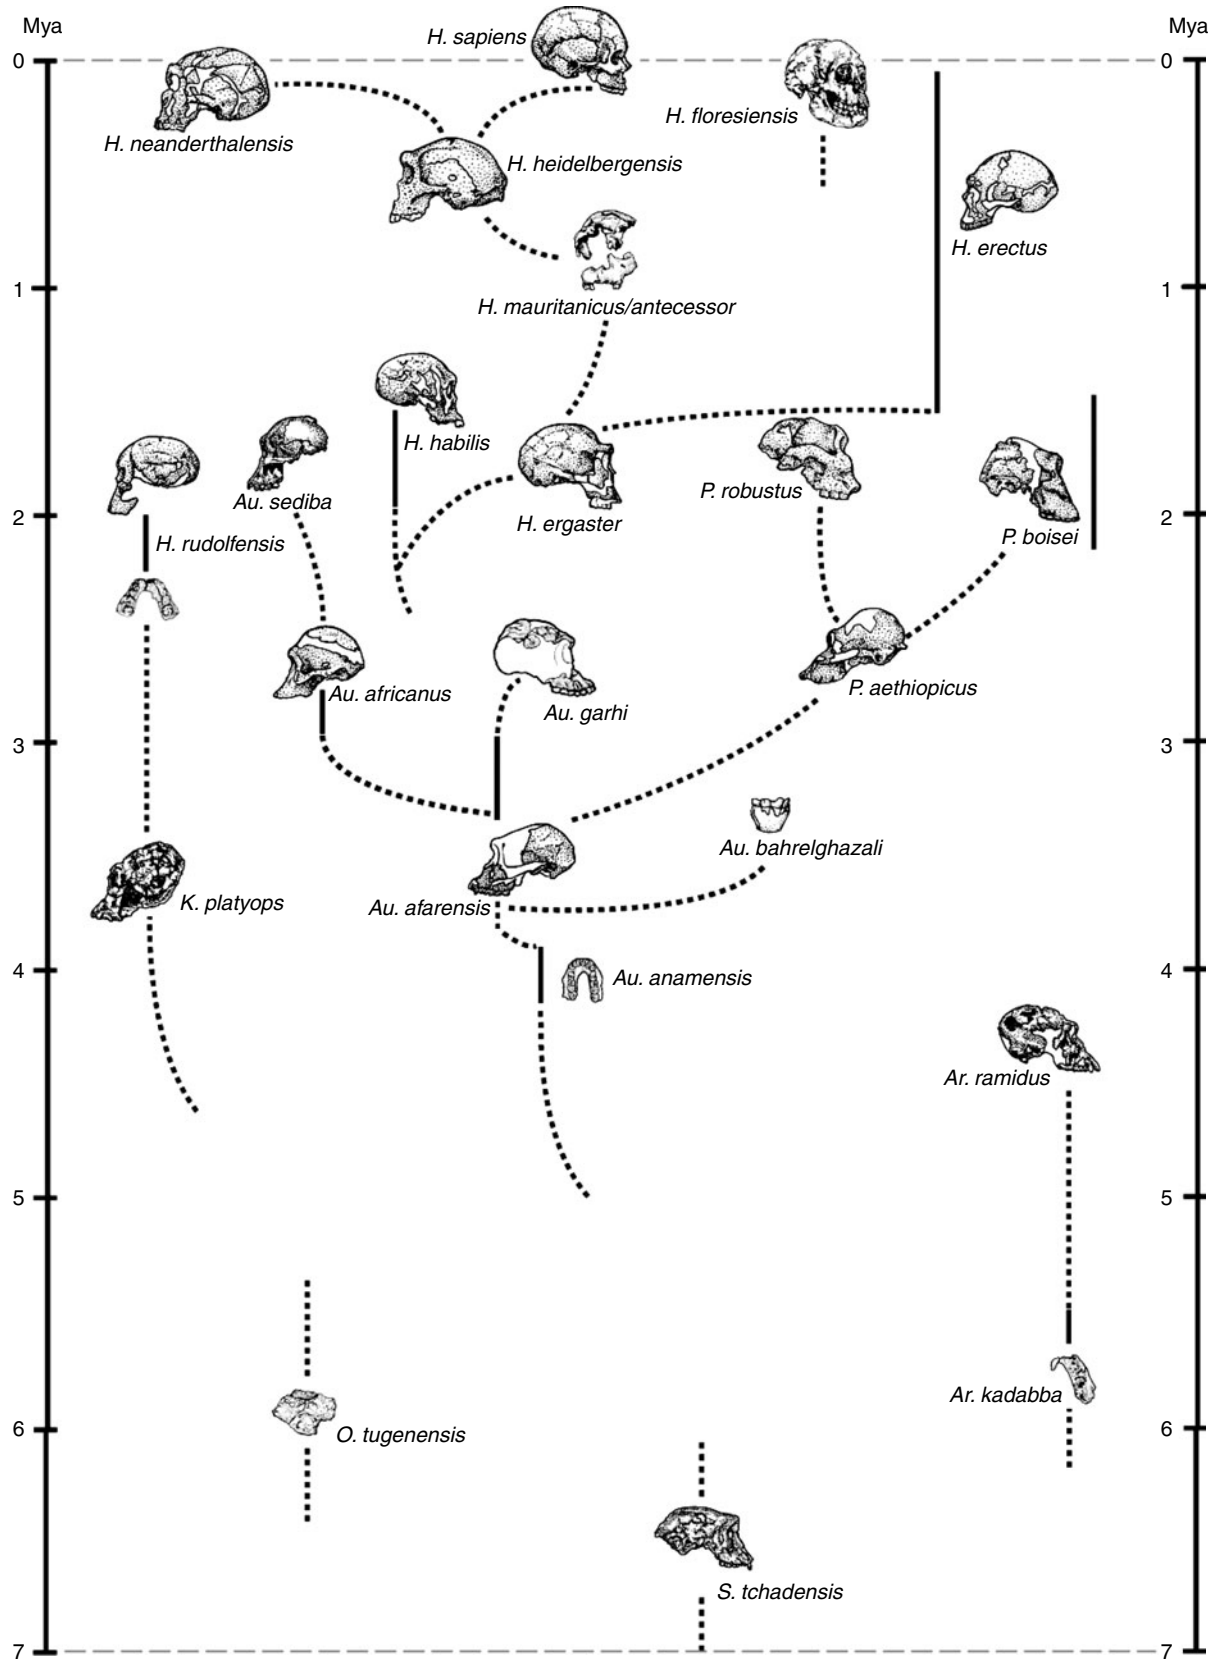 Mya
Mya
H. sapiens
0
0
H. floresiensis
H. neanderthalensis
H. heidelbergensis
H. erectus
1
1
H. mauritanicus/antecessor
H. habilis
Au. sediba
P. robustus
2
2
H. ergaster
P. boisei
H. rudolfensis
Au. africanus
P. aethiopicus
Au. garhi
3
3
Au. bahrelghazali
K. platyops
Au. afarensis
4
4
Au. anamensis
Ar. ramidus
5
5
Ar. kadabba
6
6
O. tugenensis
S. tchadensis
7
7